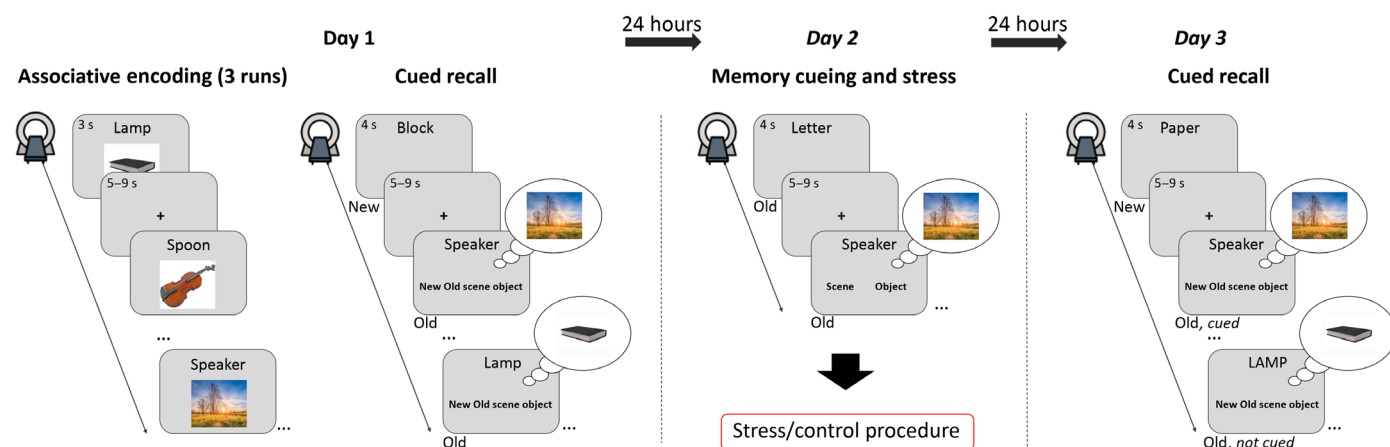 Day 1
24 hours
Day 2
24 hours
Day 3
Associative encoding (3 runs)
Cued recall
Memory cueing and stress
Cued recall
3 s
Lamp
5–9 s
+
Spoon
...
Speaker
...
4 s
Block
New
5–9 s
+
Speaker
New Old scene object
Old
...
Lamp
New Old scene object
Old
...
4 s
Letter
Old
5–9 s
+
Speaker
Scene Object
Old
...
Stress/control procedure
4 s
Paper
New
5–9 s
+
Speaker
New Old scene object
Old, cued
...
LAMP
New Old scene object
Old, not cued
...